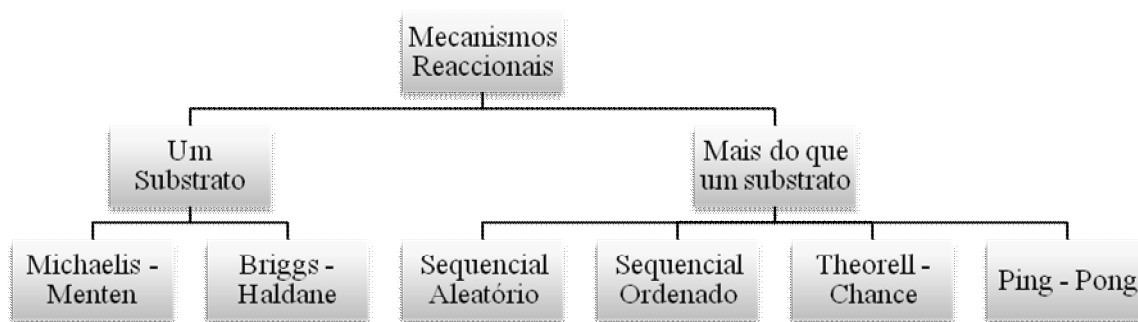 Mecanismos
Reaccionais
Um
Substrato
Mais do que
um substrato
Michaelis -
Menten
Briggs -
Haldane
Sequencial
Aleatório
Sequencial
Ordenado
Theorell -
Chance
Ping - Pong